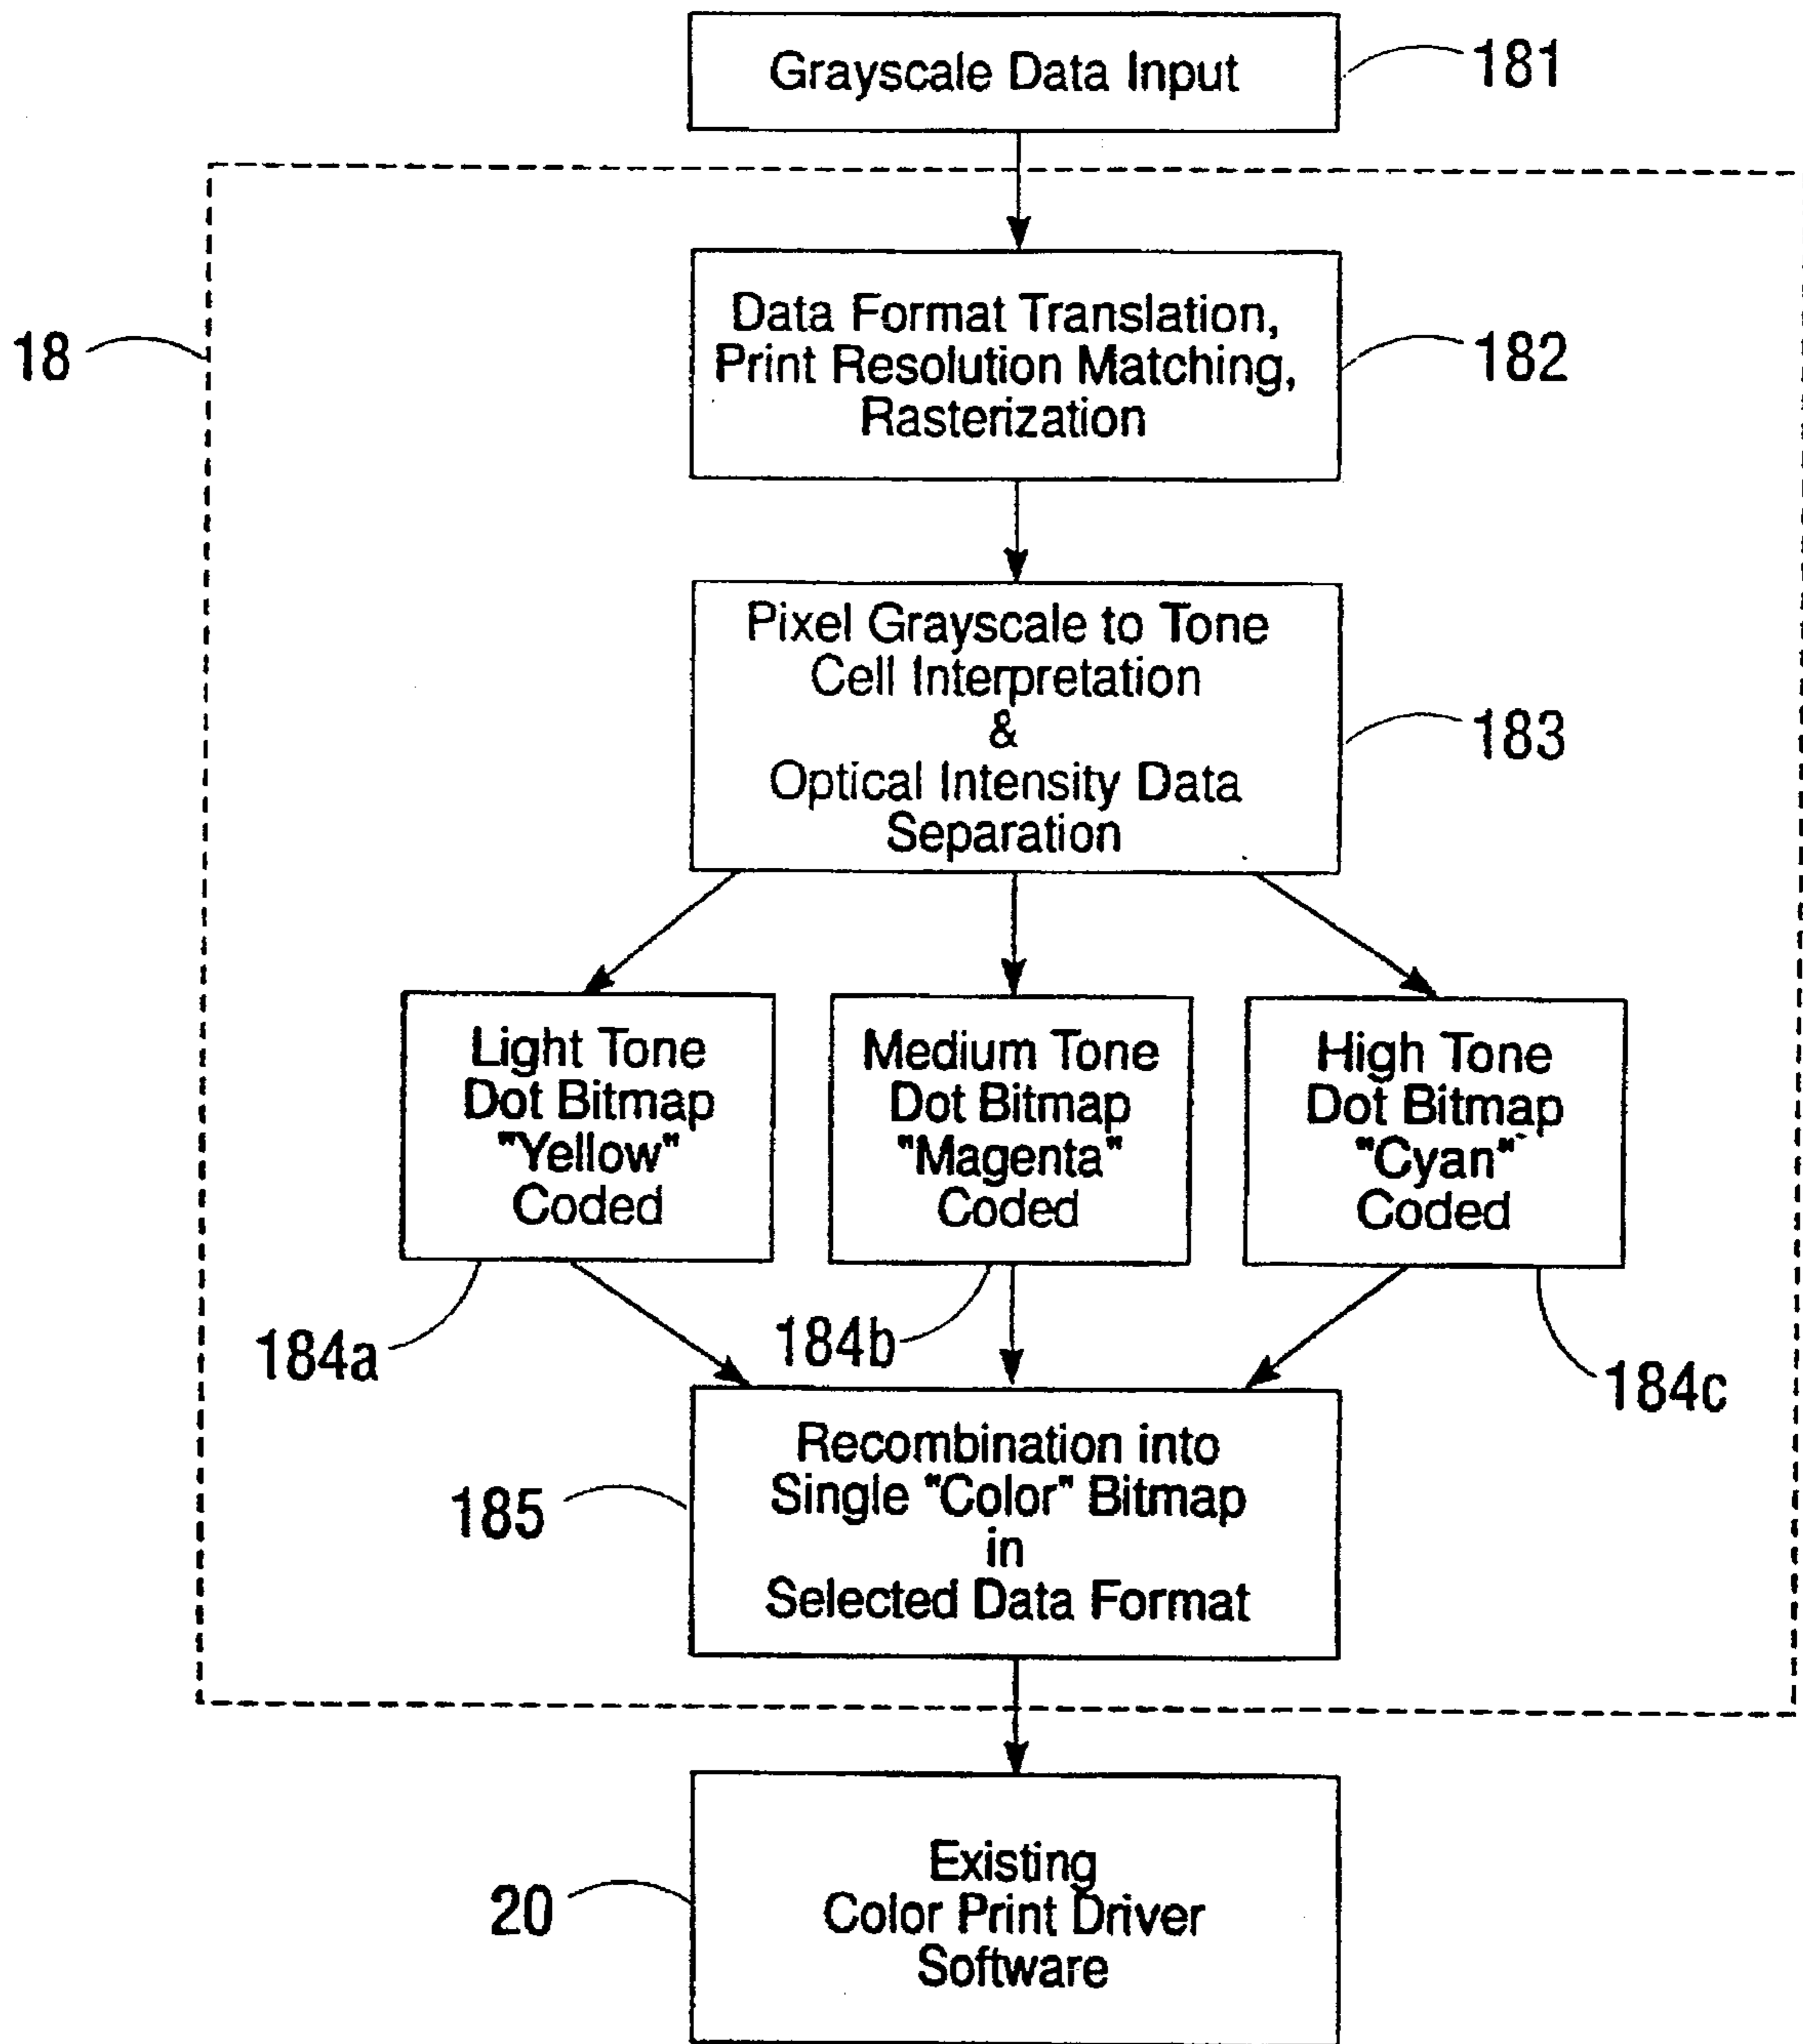 Grayscale Data Input
181
18
Data Format Translation,
Print Resolution Matching,
Rasterization
182
Pixel Grayscale to Tone
Cell Interpretation
&
Optical Intensity Data
Separation
183
Light Tone
Dot Bitmap
"Yellow"
Coded
Medium Tone
Dot Bitmap
"Magenta"
Coded
High Tone
Dot Bitmap
"Cyan"
Coded
184a
184b
184c
185
Recombination into
Single "Color" Bitmap
in
Selected Data Format
20
Existing
Color Print Driver
Software